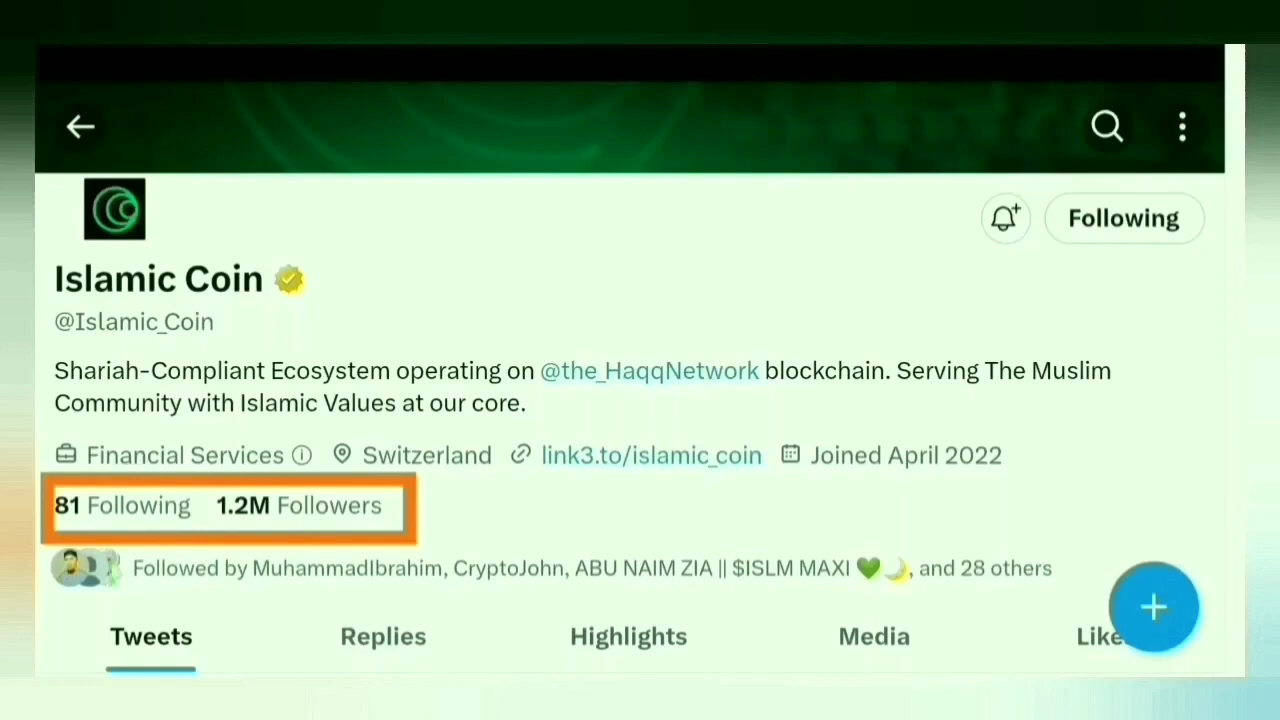 Following
Islamic Coin
@Islamic_Coin
Shariah-Compliant Ecosystem operating on @the_HaqqNetwork blockchain. Serving The Muslim
Community with Islamic Values at our core.
Financial Services Switzerland link3.to/islamic_coin Joined April 2022
81 Following 1.2M Followers
Followed by MuhammadIbrahim, CryptoJohn, ABU NAIM ZIA || $ISLM MAXI 💚🌙, and 28 others
Tweets Replies Highlights Media Like